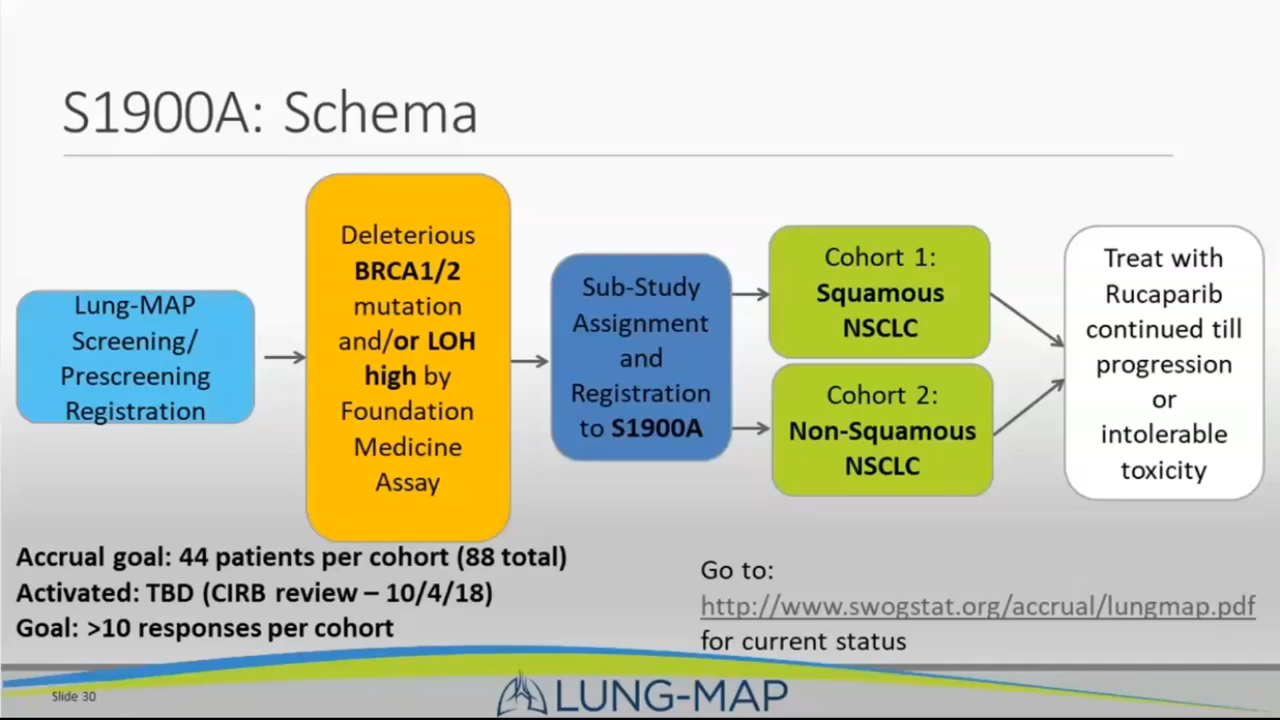 S1900A: Schema
Lung-MAP
Screening/
Prescreening
Registration
Deleterious
BRCA1/2
mutation
and/or LOH
high by
Foundation
Medicine
Assay
Sub-Study
Assignment
and
Registration
to S1900A
Cohort 1:
Squamous
NSCLC
Cohort 2:
Non-Squamous
NSCLC
Treat with
Rucaparib
continued till
progression
or
intolerable
toxicity
Accrual goal: 44 patients per cohort (88 total)
Activated: TBD (CIRB review – 10/4/18)
Goal: >10 responses per cohort
Go to:
http://www.swogstat.org/accrual/lungmap.pdf
for current status
Slide 30
LUNG-MAP